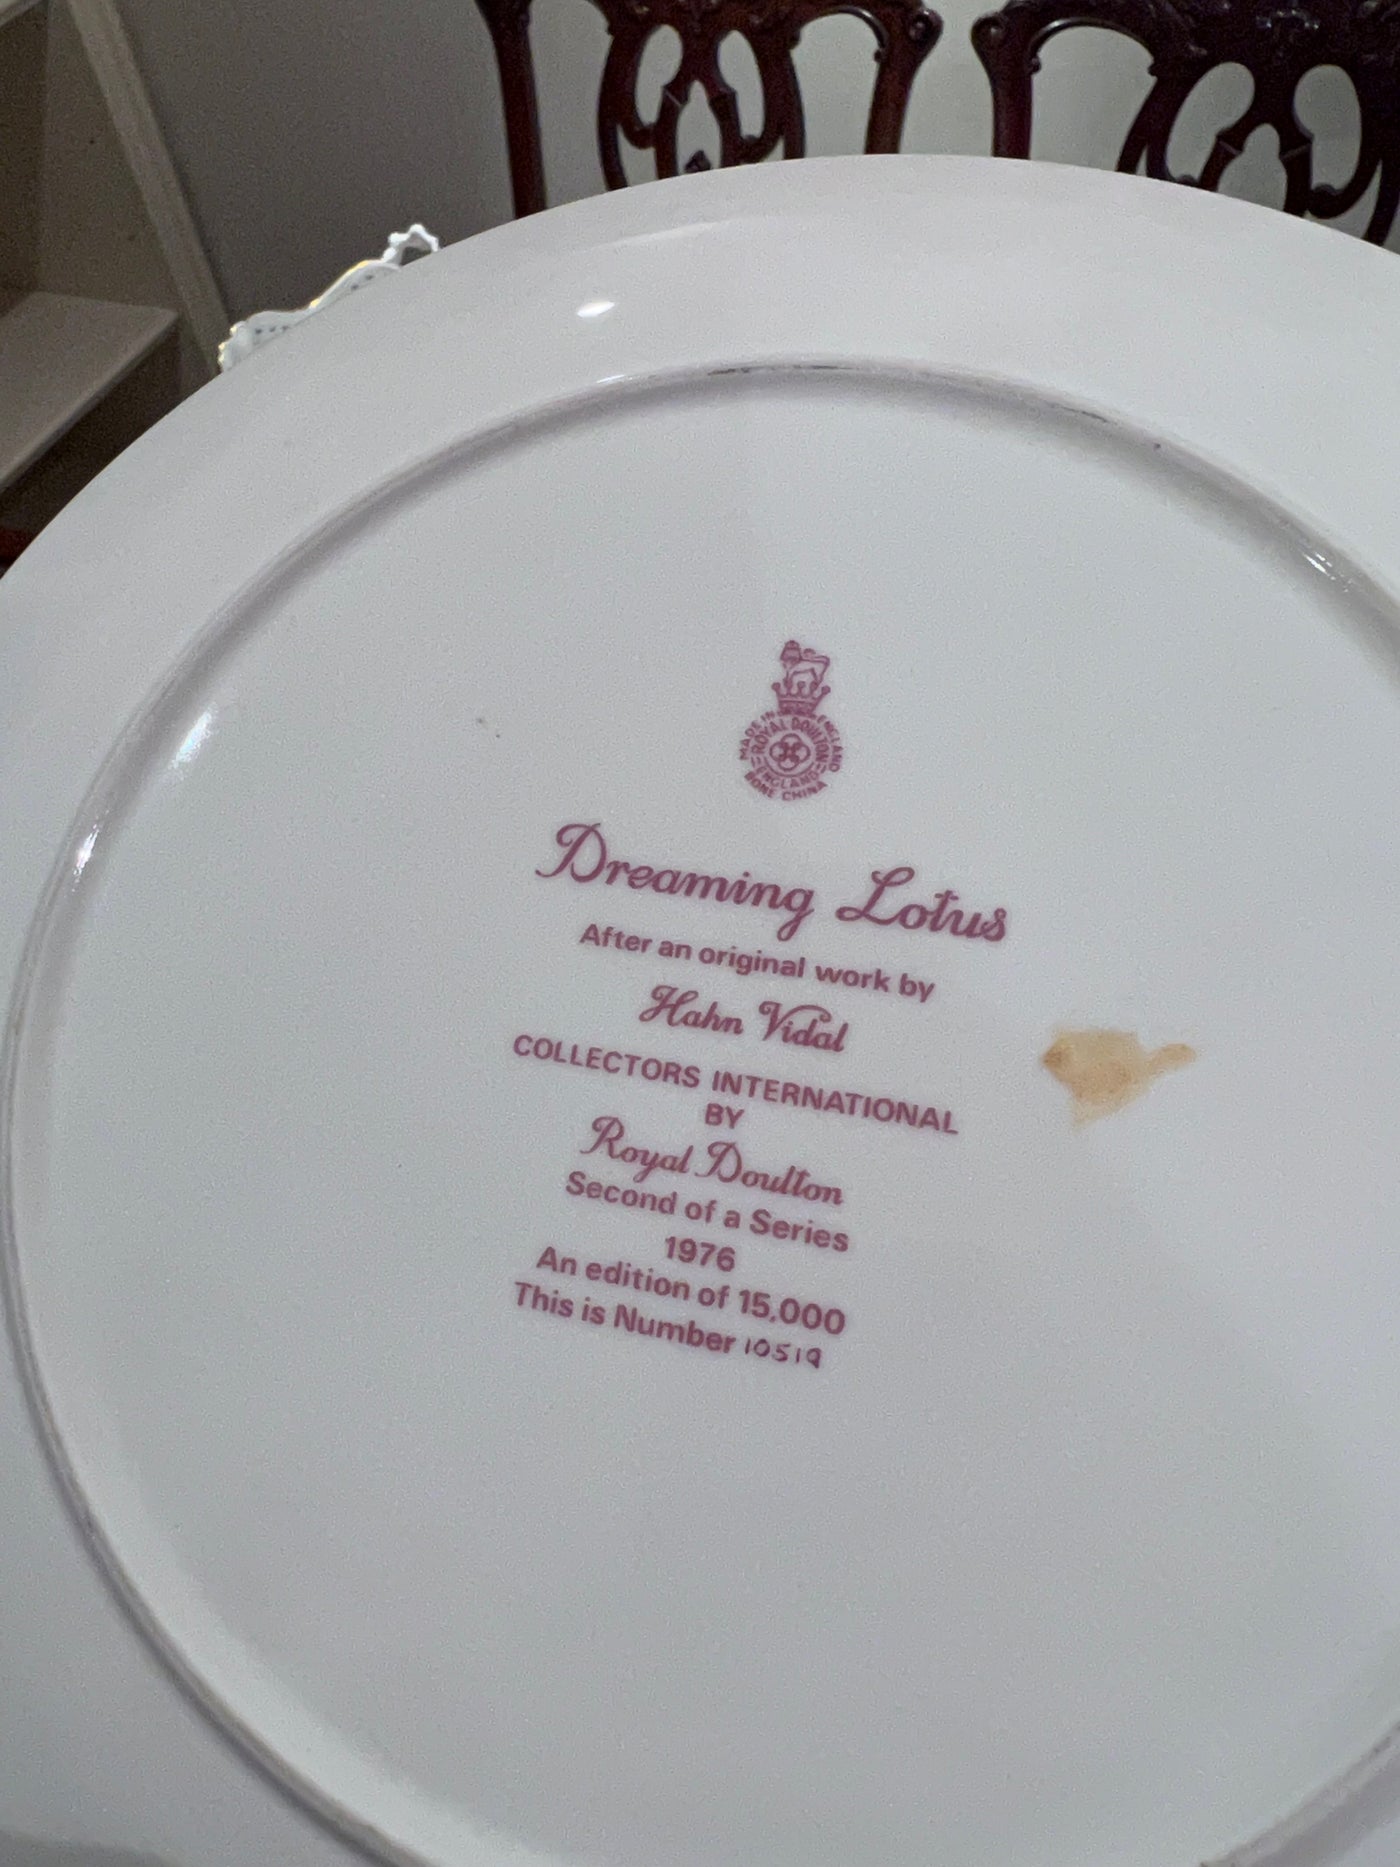 MADE IN ENGLAND
ROYAL DOULTON
ENGLAND
BONE CHINA
Dreaming Lotus
After an original work by
Hahn Vidal
COLLECTORS INTERNATIONAL
BY
Royal Doulton
Second of a Series
1976
An edition of 15,000
This is Number 10519